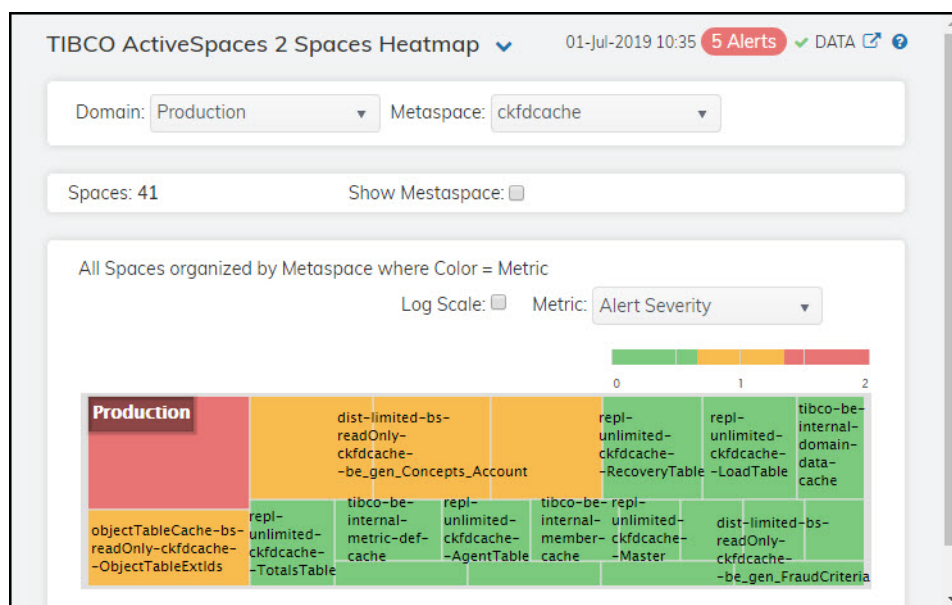 TIBCO ActiveSpaces 2 Spaces Heatmap
01-Jul-2019 10:35 5 Alerts DATA
Domain: Production Metaspace: ckfdcache
Spaces: 41 Show Mestaspace:
All Spaces organized by Metaspace where Color = Metric
Log Scale: Metric: Alert Severity
0 1 2
Production
dist-limited-bs-
readOnly-
ckfdcache-
-be_gen_Concepts_Account
repl-
unlimited-
ckfdcache-
-RecoveryTable
repl-
unlimited-
ckfdcache-
-LoadTable
tibco-be-
internal-
domain-
data-
cache
objectTableCache-bs-
readOnly-ckfdcache-
-ObjectTableExtIds
repl-
unlimited-
ckfdcache-
-TotalsTable
tibco-be-
internal-
metric-def-
cache
repl-
unlimited-
ckfdcache-
-AgentTable
tibco-be-
internal-
member-
cache
repl-
unlimited-
ckfdcache-
-Master
dist-limited-bs-
readOnly-
ckfdcache-
-be_gen_FraudCriteria